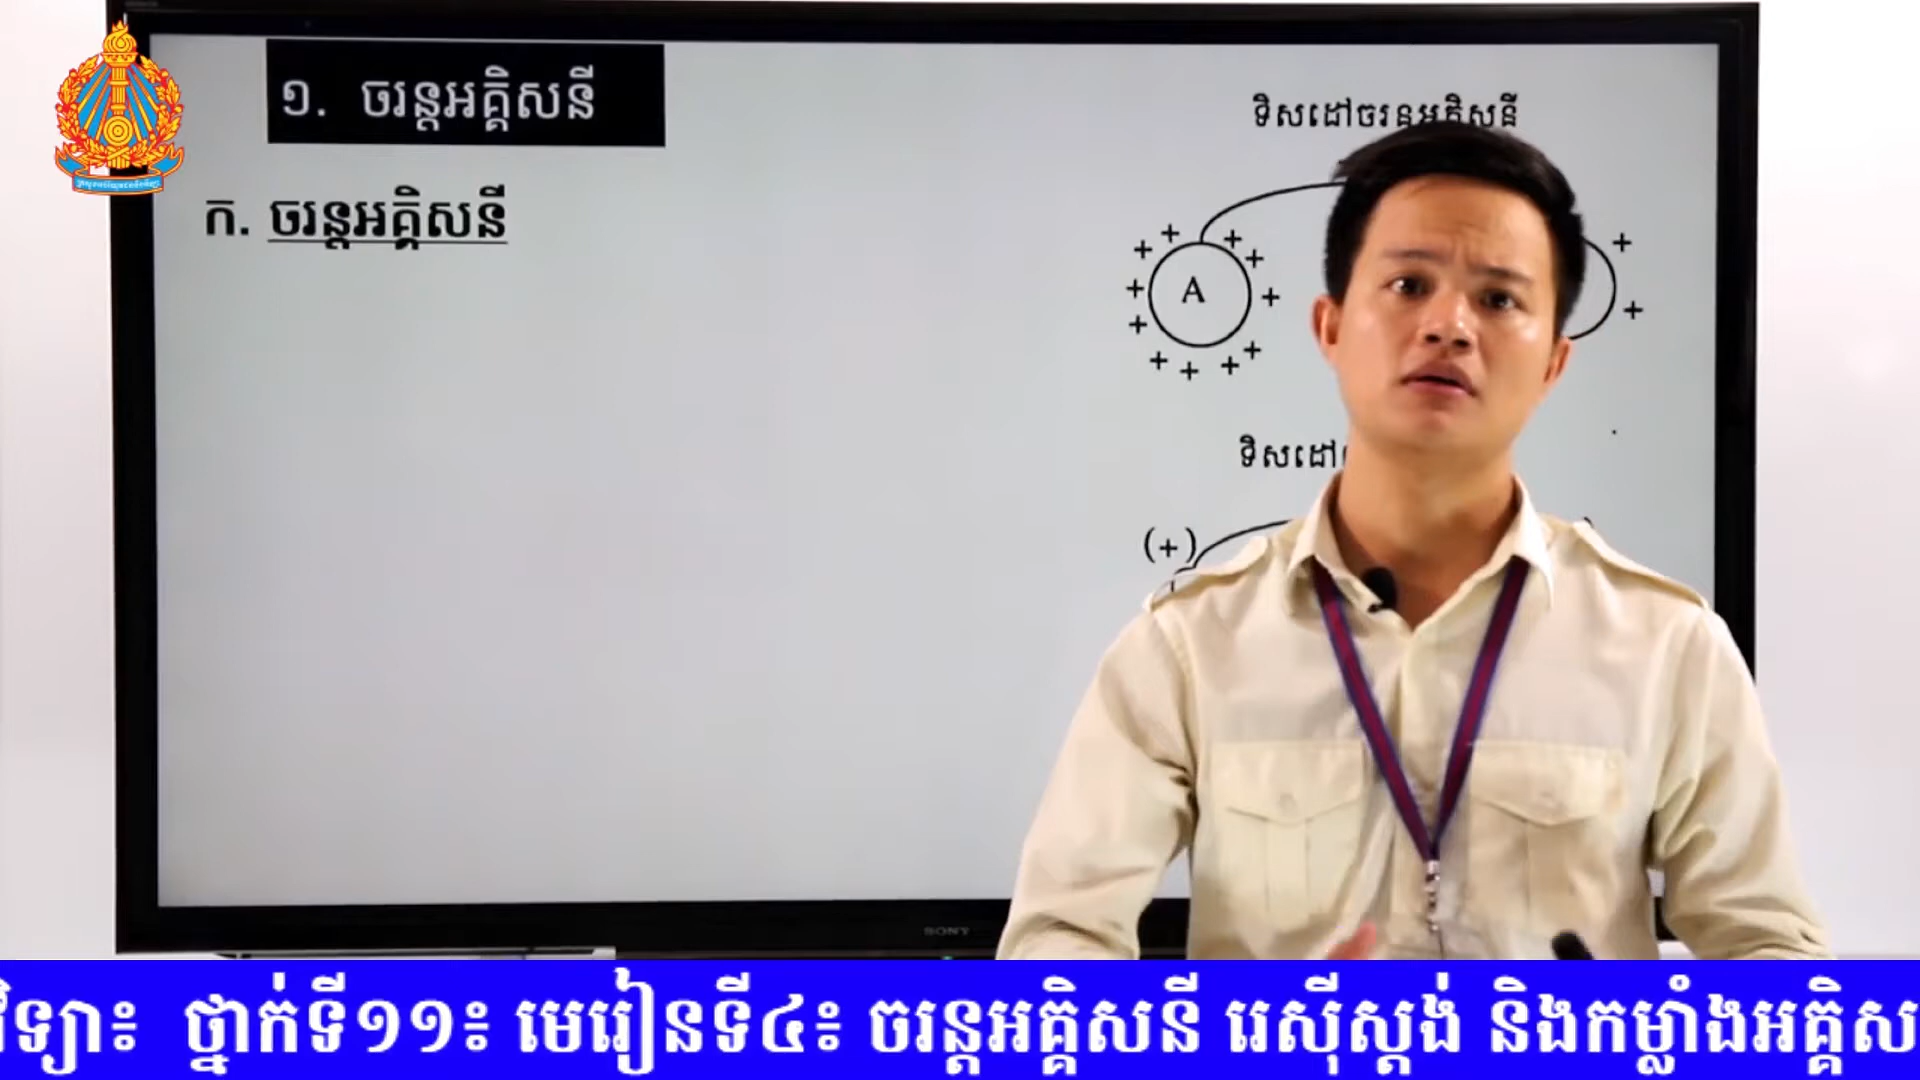 ១. ចរន្តអគ្គិសនី
ក. ចរន្តអគ្គិសនី
ទិសដៅចរន្តអគ្គិសនី
+ + + + + + + + + + + +
A
+ +
ទិសដៅ
(+)
SONY
ថ្នាក់ទី១១៖ មេរៀនទី៤៖ ចរន្តអគ្គិសនី រេស៊ីស្តង់ និងកម្លាំងអគ្គិស